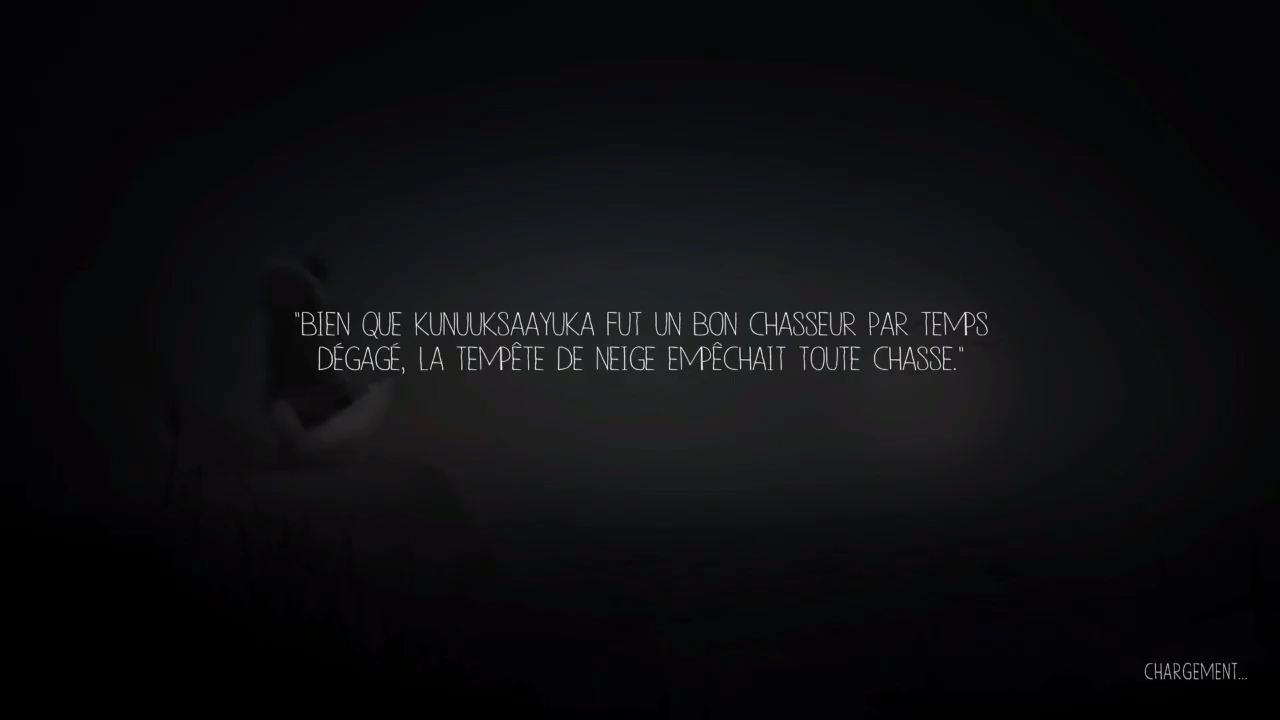 "BIEN QUE KUNUUKSAAYUKA FUT UN BON CHASSEUR PAR TEMPS
DÉGAGÉ, LA TEMPÊTE DE NEIGE EMPÊCHAIT TOUTE CHASSE."
CHARGEMENT...